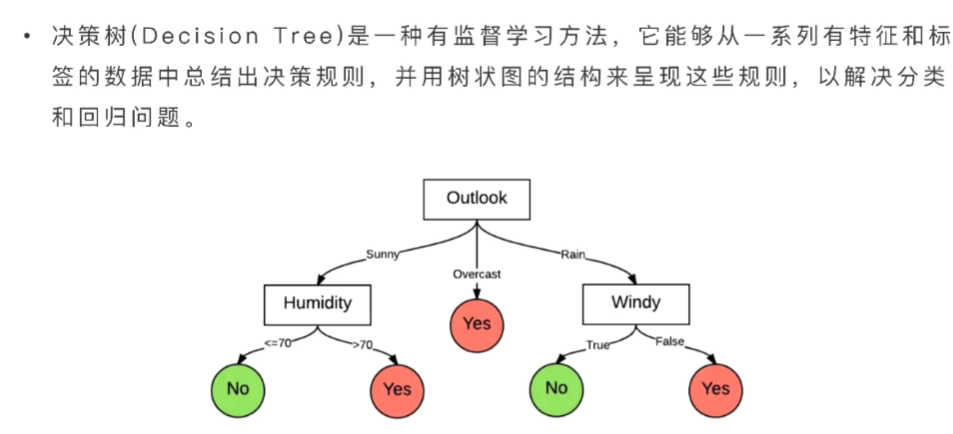 • 决策树(Decision Tree)是一种有监督学习方法，它能够从一系列有特征和标
签的数据中总结出决策规则，并用树状图的结构来呈现这些规则，以解决分类
和回归问题。
Outlook
Sunny
Overcast
Rain
Humidity
Yes
Windy
<=70
>70
True
False
No
Yes
No
Yes